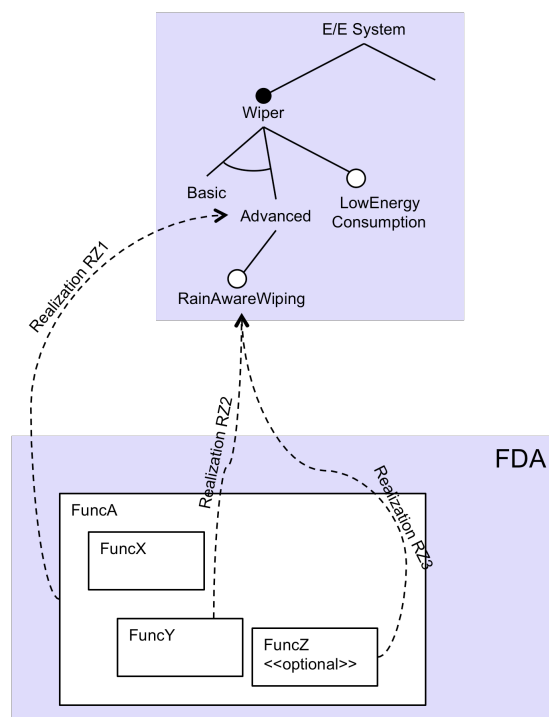 E/E System
Wiper
Basic
Advanced
LowEnergy
Consumption
RainAwareWiping
Realization RZ1
Realization RZ2
Realization RZ3
FDA
FuncA
FuncX
FuncY
FuncZ
<<optional>>